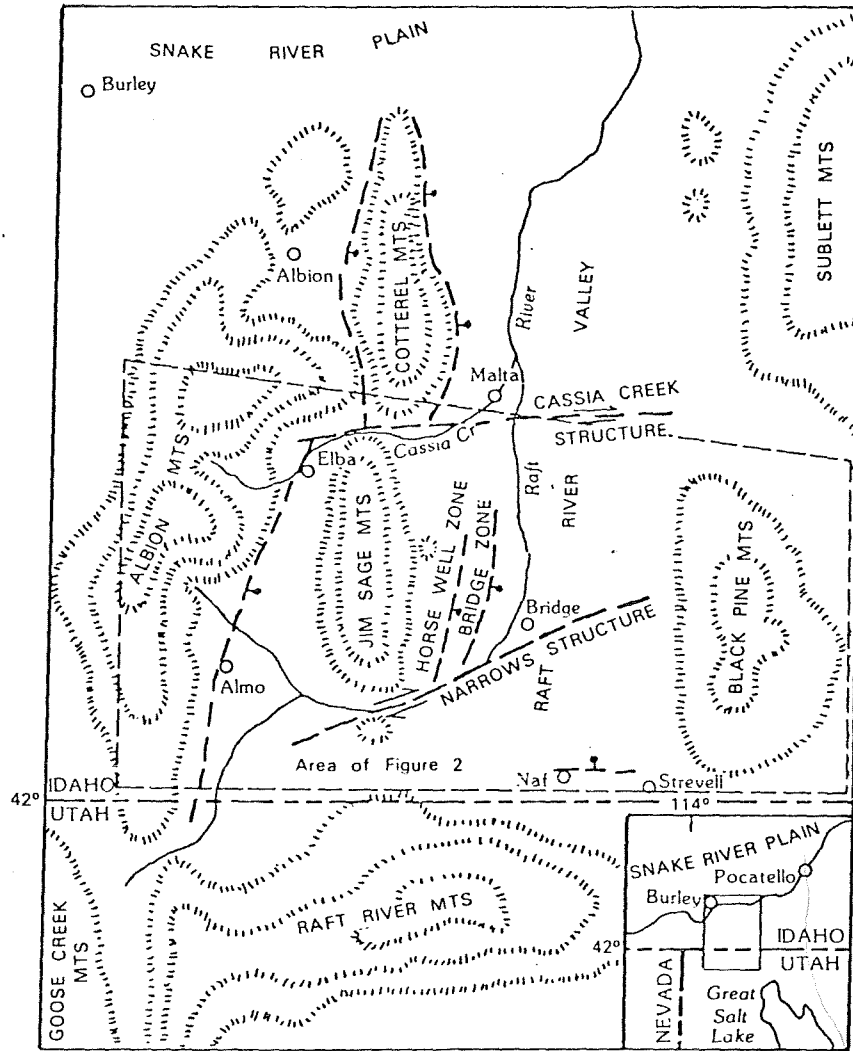 SNAKE RIVER PLAIN
Burley
SUBLETT MTS
Albion
COTTEREL MTS
River
VALLEY
Malta
CASSIA CREEK
STRUCTURE
Cassia Cr
ALBION MTS
Elba
Raft
RIVER
JIM SAGE MTS
HORSE WELL ZONE
BRIDGE ZONE
BLACK PINE MTS
Bridge
NARROWS STRUCTURE
RAFT
Almo
Area of Figure 2
Naf
Strevell
IDAHO
42°
UTAH
114°
RAFT RIVER MTS
GOOSE CREEK
MTS
SNAKE RIVER PLAIN
Pocatello
Burley
42°
IDAHO
UTAH
NEVADA
Great
Salt
Lake